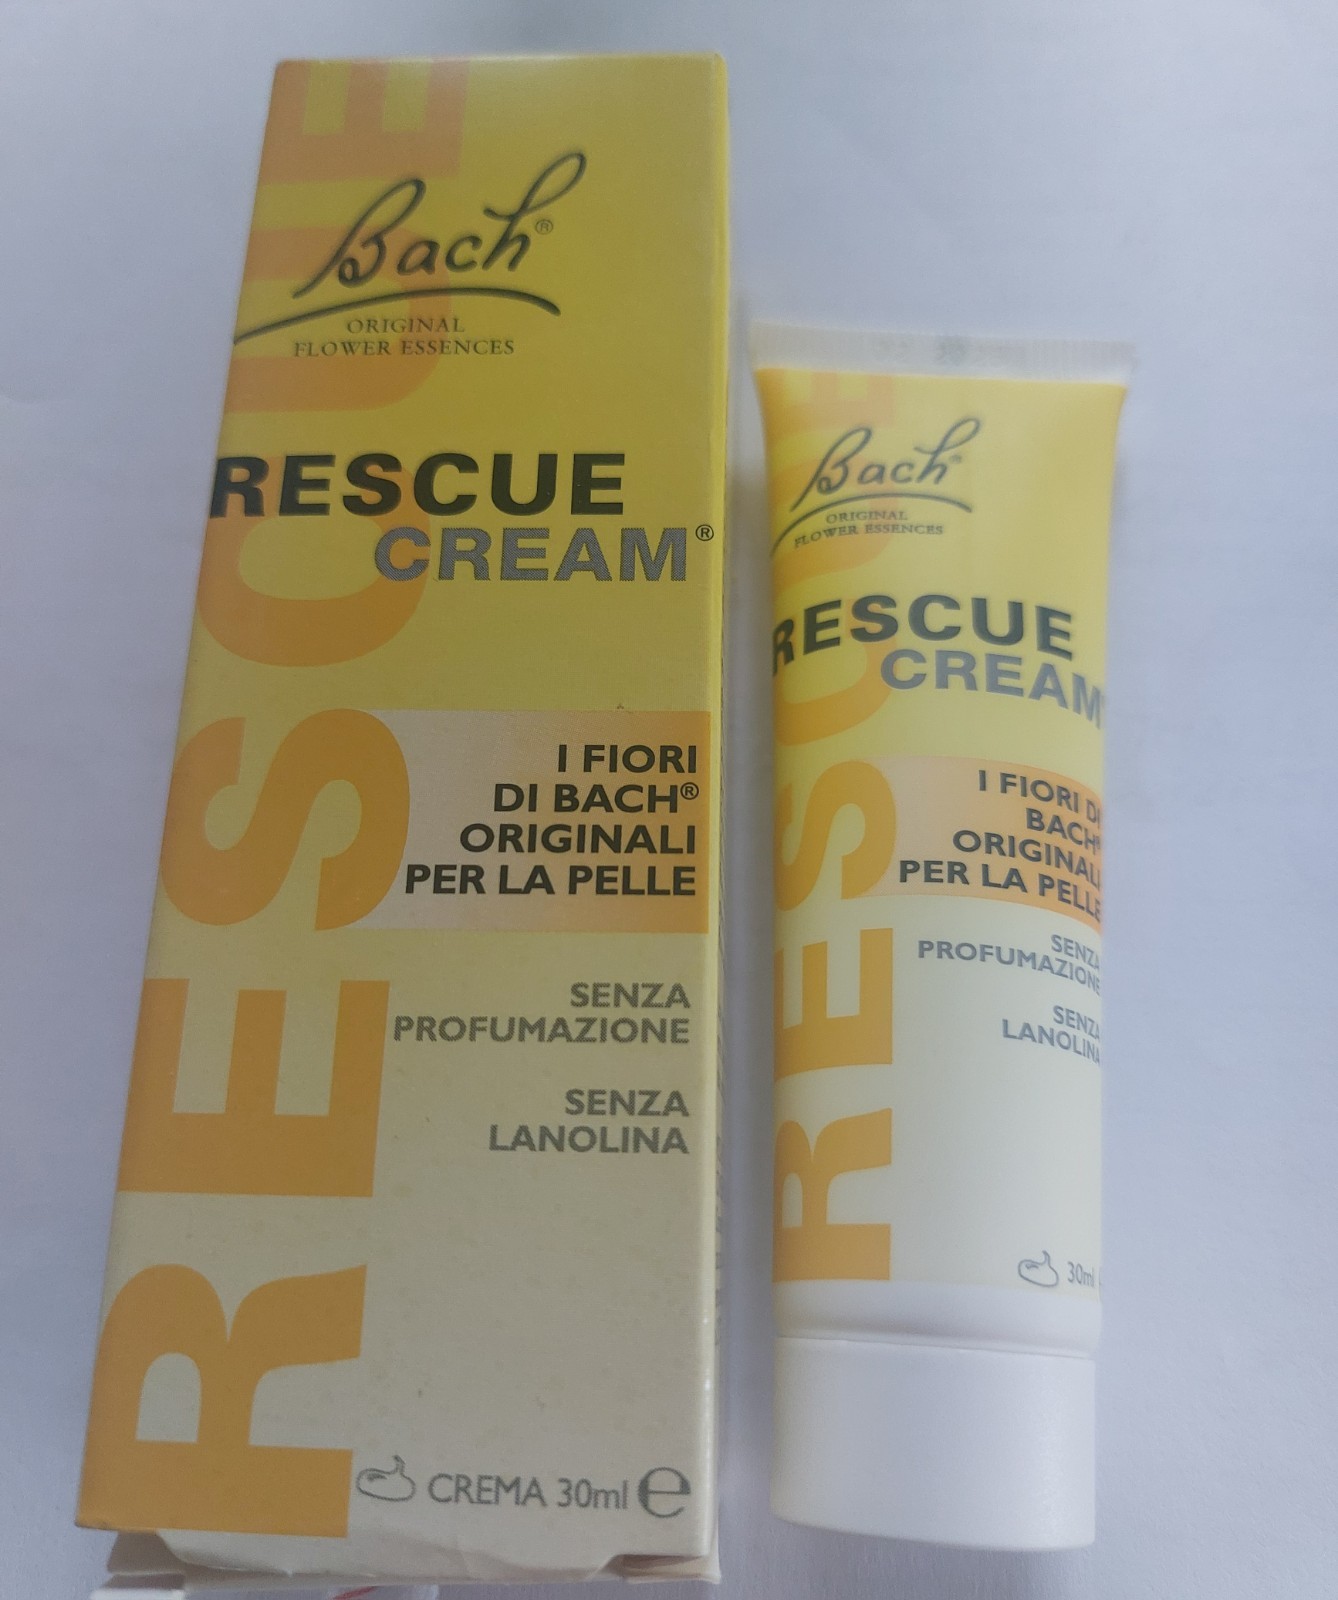 Bach®
ORIGINAL
FLOWER ESSENCES
RESCUE
CREAM®
I FIORI
DI BACH®
ORIGINALI
PER LA PELLE
SENZA
PROFUMAZIONE
SENZA
LANOLINA
CREMA 30ml e
RESCUE
Bach
ORIGINAL
FLOWER ESSENCES
RESCUE
CREAM
I FIORI DI
BACH®
ORIGINALI
PER LA PELLE
SENZA
PROFUMAZIONE
SENZA
LANOLINA
30ml
RESCUE